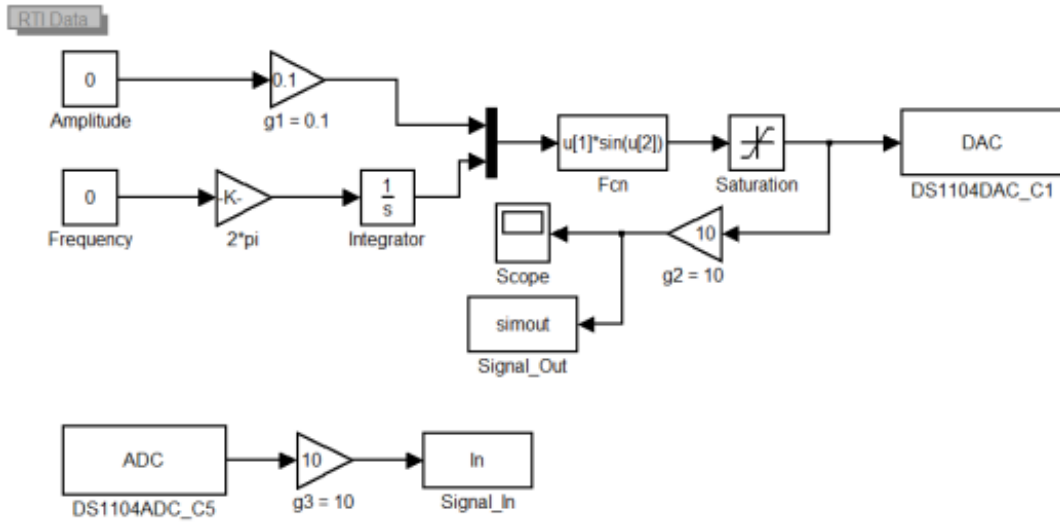 RTI Data
0
Amplitude
0.1
g1 = 0.1
0
Frequency
-K-
2*pi
1
s
Integrator
u[1]*sin(u[2])
Fcn
Saturation
DAC
DS1104DAC_C1
Scope
10
g2 = 10
simout
Signal_Out
ADC
DS1104ADC_C5
10
g3 = 10
In
Signal_In